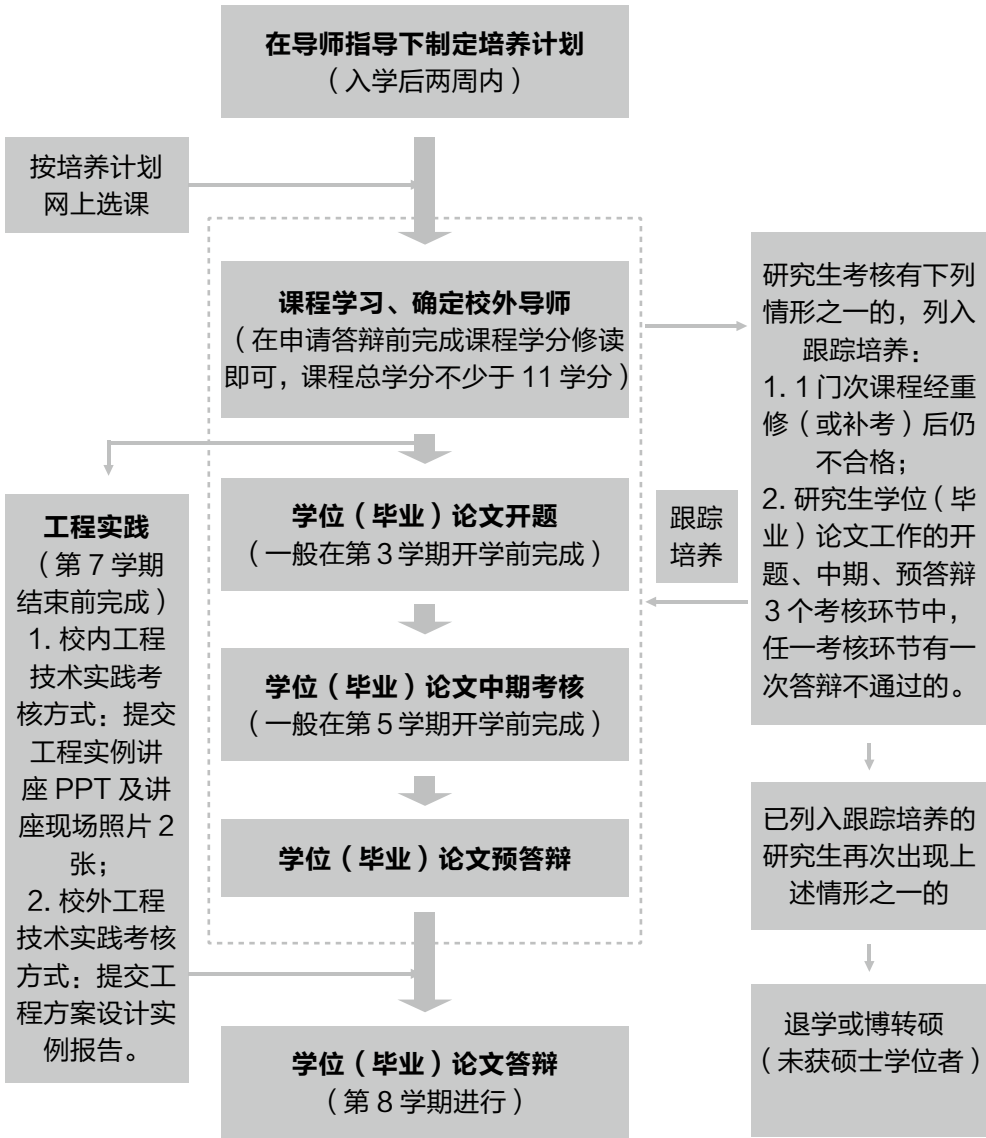 在导师指导下制定培养计划
（入学后两周内）
按培养计划
网上选课
课程学习、确定校外导师
（在申请答辩前完成课程学分修读
即可，课程总学分不少于 11 学分）
研究生考核有下列
情形之一的，列入
跟踪培养：
1. 1 门次课程经重
修（或补考）后仍
不合格；
2. 研究生学位（毕
业）论文工作的开
题、中期、预答辩
3 个考核环节中，
任一考核环节有一
次答辩不通过的。
工程实践
（第 7 学期
结束前完成）
1. 校内工程
技术实践考
核方式：提交
工程实例讲
座 PPT 及讲
座现场照片 2
张；
2. 校外工程
技术实践考核
方式：提交工
程方案设计实
例报告。
学位（毕业）论文开题
（一般在第 3 学期开学前完成）
跟踪
培养
学位（毕业）论文中期考核
（一般在第 5 学期开学前完成）
学位（毕业）论文预答辩
已列入跟踪培养的
研究生再次出现上
述情形之一的
学位（毕业）论文答辩
（第 8 学期进行）
退学或博转硕
（未获硕士学位者）